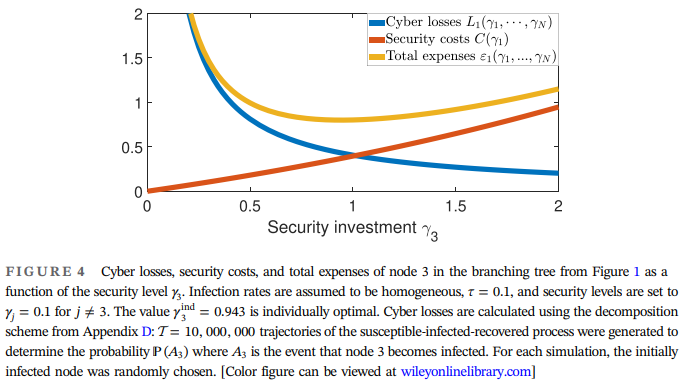 2
1.5
1
0.5
0
0 0.5 1 1.5 2
Cyber losses L₁(γ₁, ⋯ , γ_N)
Security costs C(γ₁)
Total expenses ε₁(γ₁, ..., γ_N)
Security investment γ₃
FIGURE 4 Cyber losses, security costs, and total expenses of node 3 in the branching tree from Figure 1 as a
function of the security level γ₃. Infection rates are assumed to be homogeneous, τ = 0.1, and security levels are set to
γⱼ = 0.1 for j ≠ 3. The value γ₃^ind = 0.943 is individually optimal. Cyber losses are calculated using the decomposition
scheme from Appendix D: 𝒯 = 10, 000, 000 trajectories of the susceptible-infected-recovered process were generated to
determine the probability ℙ(A₃) where A₃ is the event that node 3 becomes infected. For each simulation, the initially
infected node was randomly chosen. [Color figure can be viewed at wileyonlinelibrary.com]